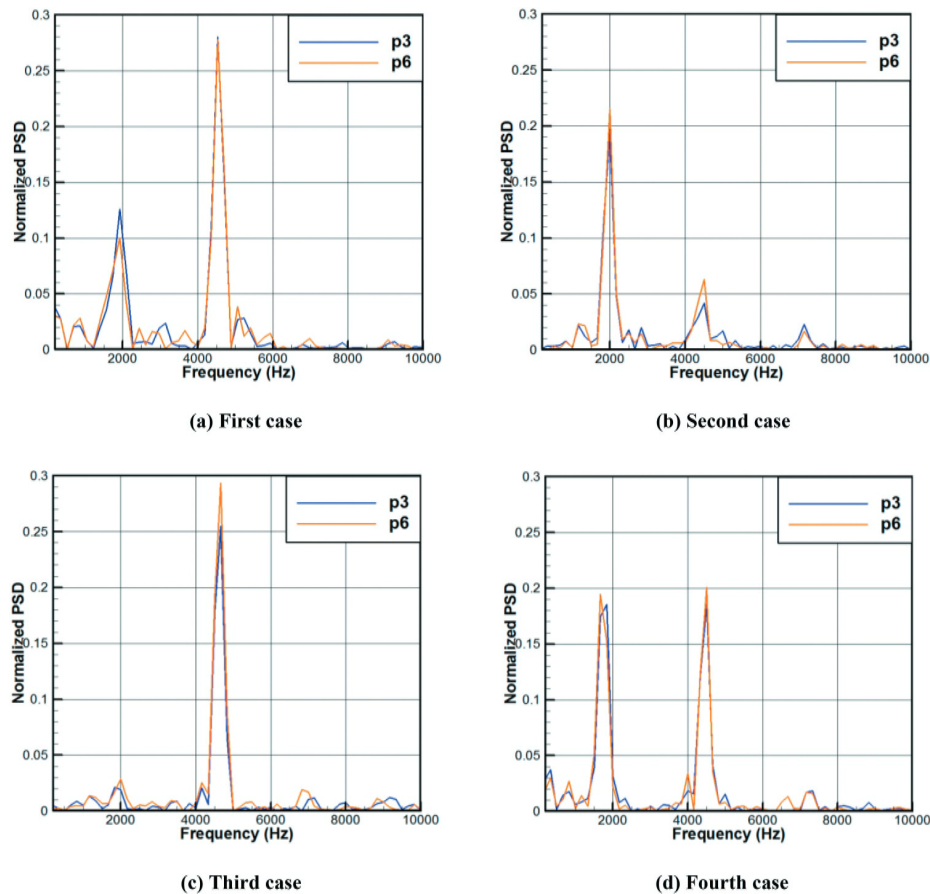 0.3
p3
p6
0.25
0.2
0.15
0.1
0.05
0
Normalized PSD
2000 4000 6000 8000 10000
Frequency (Hz)
(a) First case
0.3
p3
p6
0.25
0.2
0.15
0.1
0.05
0
Normalized PSD
2000 4000 6000 8000 10000
Frequency (Hz)
(b) Second case
0.3
p3
p6
0.25
0.2
0.15
0.1
0.05
0
Normalized PSD
2000 4000 6000 8000 10000
Frequency (Hz)
(c) Third case
0.3
p3
p6
0.25
0.2
0.15
0.1
0.05
0
Normalized PSD
2000 4000 6000 8000 10000
Frequency (Hz)
(d) Fourth case